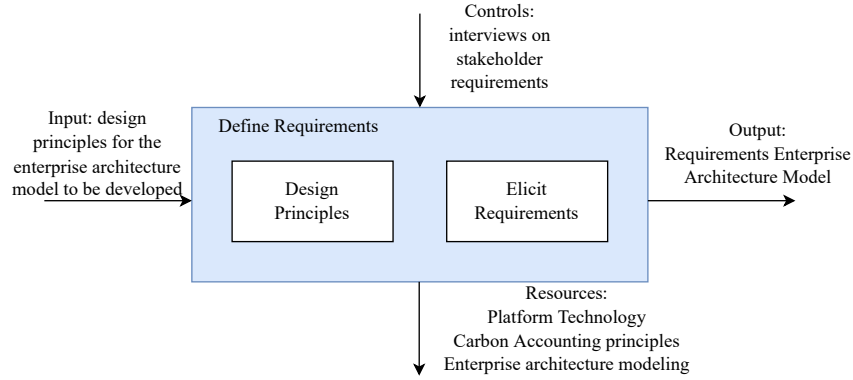 Controls:
interviews on
stakeholder
requirements
Input: design
principles for the
enterprise architecture
model to be developed
Define Requirements
Design
Principles
Elicit
Requirements
Output:
Requirements Enterprise
Architecture Model
Resources:
Platform Technology
Carbon Accounting principles
Enterprise architecture modeling